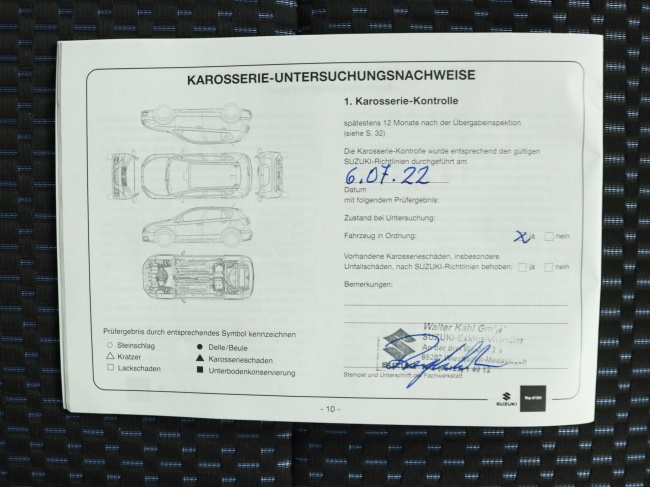 KAROSSERIE-UNTERSUCHUNGSNACHWEISE
1. Karosserie-Kontrolle
spätestens 12 Monate nach der Übergabeinspektion
(siehe S. 32)
Die Karosserie-Kontrolle wurde entsprechend den gültigen
SUZUKI-Richtlinien durchgeführt am
6.07.22
Datum
mit folgendem Prüfergebnis:
Zustand bei Untersuchung:
Fahrzeug in Ordnung: x ja nein
Vorhandene Karosserieschäden, insbesondere
Unfallschäden, nach SUZUKI-Richtlinien behoben: ja nein
Bemerkungen:
Walter Kahl
SUZUKI-Exklusivhändler
Stempel und Unterschrift der Fachwerkstatt
Prüfergebnis durch entsprechendes Symbol kennzeichnen
Steinschlag
Kratzer
Lackschaden
Delle/Beule
Karosserieschaden
Unterbodenkonservierung
- 10 -
SUZUKI
Way of Life!